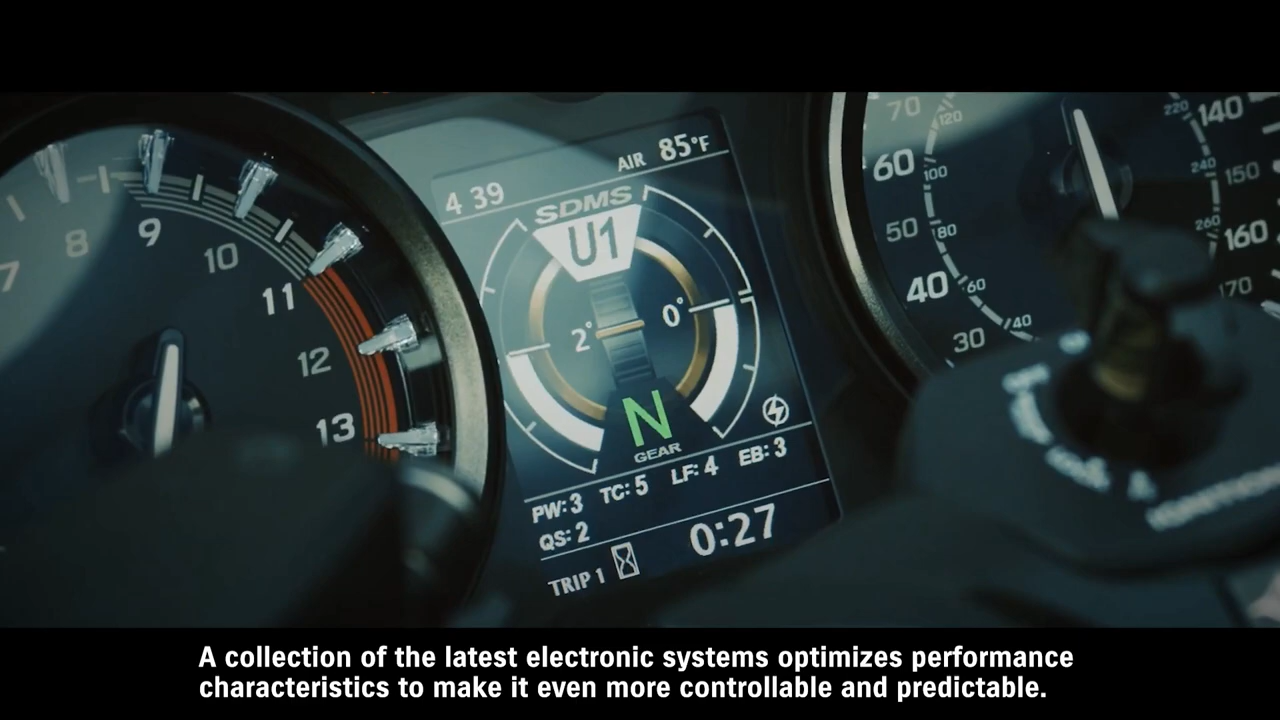 7
8
9
10
11
12
13
4 39
AIR 85°F
SDMS
U1
2°
0°
N
GEAR
PW: 3 TC: 5 LF: 4 EB: 3
QS: 2
TRIP 1 0:27
70
60
50
40
30
120
100
80
60
40
220
240
260
140
150
160
170
OFF
IGNITION
A collection of the latest electronic systems optimizes performance
characteristics to make it even more controllable and predictable.